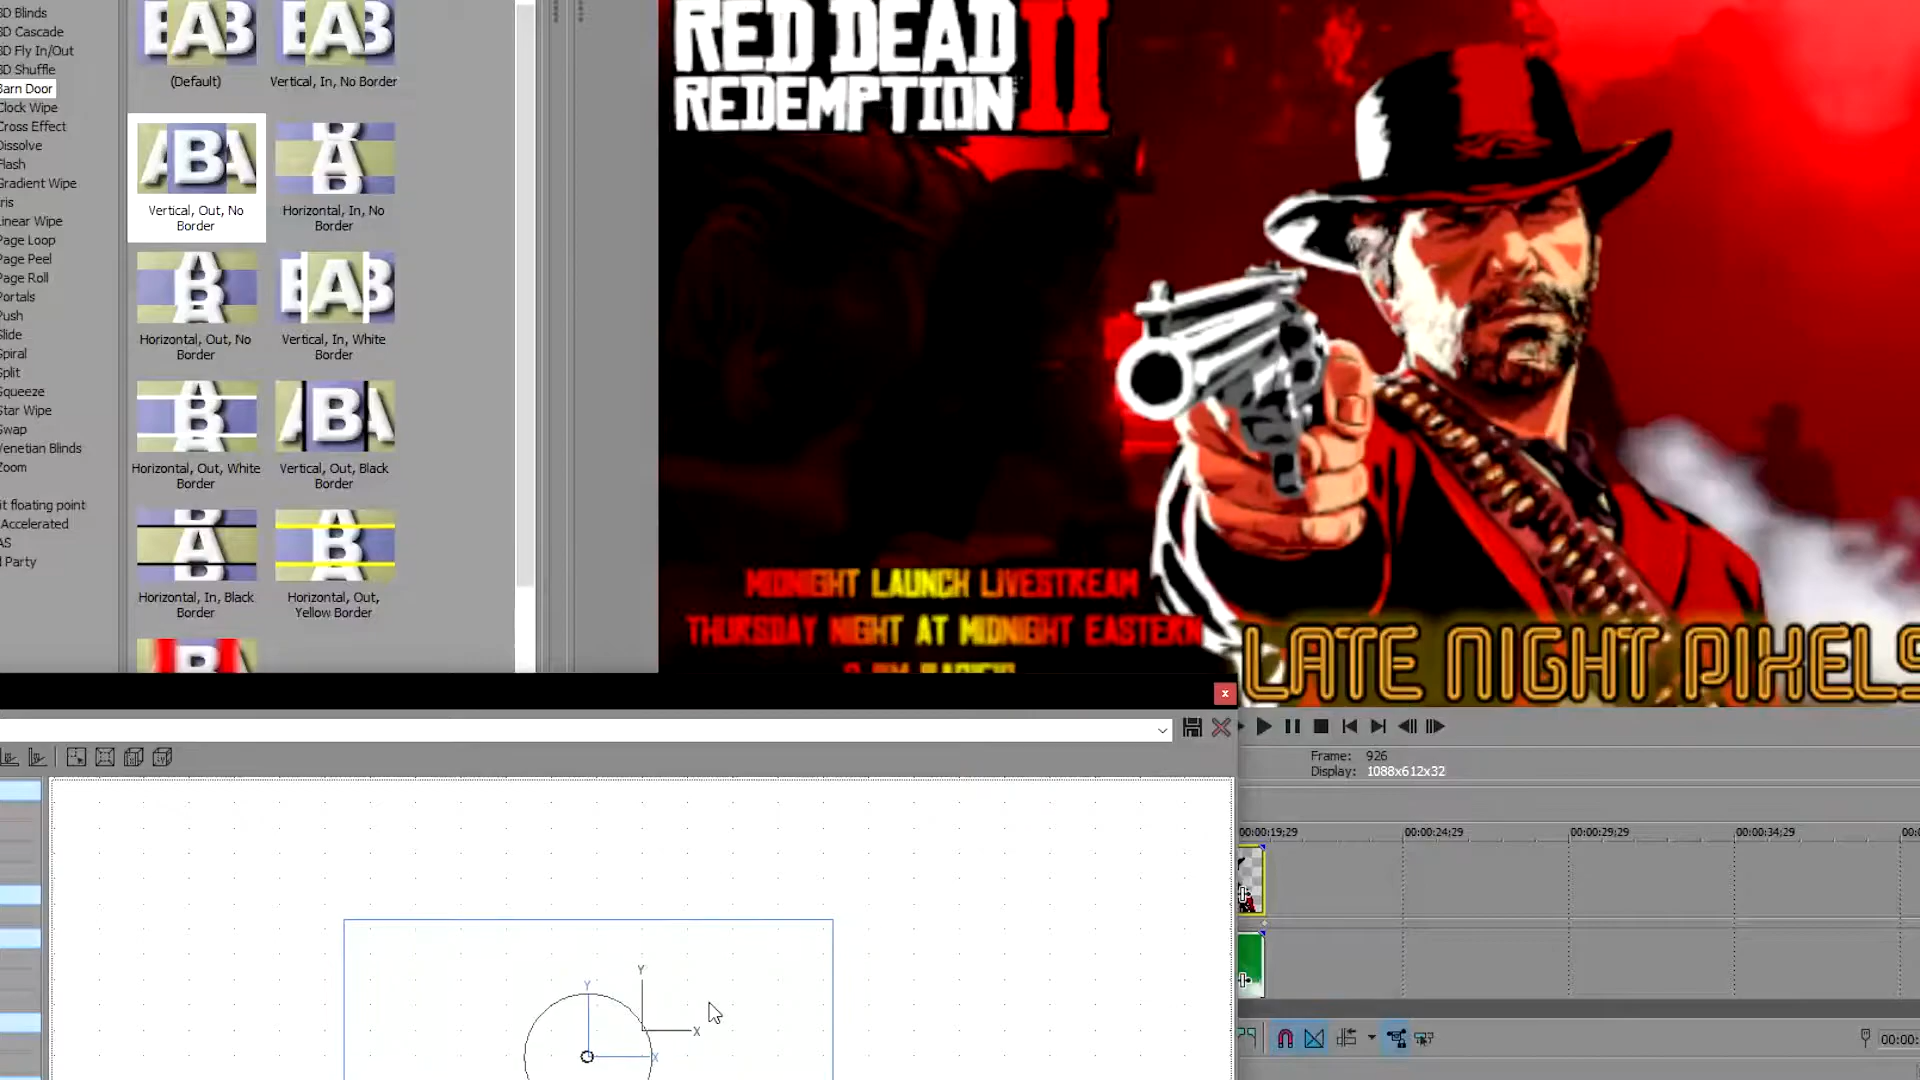 3D Blinds
3D Cascade
3D Fly In/Out
3D Shuffle
Barn Door
Clock Wipe
Cross Effect
Dissolve
Flash
Gradient Wipe
Iris
Linear Wipe
Page Loop
Page Peel
Page Roll
Portals
Push
Slide
Spiral
Split
Squeeze
Star Wipe
Swap
Venetian Blinds
Zoom
it floating point
Accelerated
AS
Party
(Default)
Vertical, In, No Border
Vertical, Out, No
Border
Horizontal, In, No
Border
Horizontal, Out, No
Border
Vertical, In, White
Border
Horizontal, Out, White
Border
Vertical, Out, Black
Border
Horizontal, In, Black
Border
Horizontal, Out,
Yellow Border
RED DEAD
REDEMPTION II
MIDNIGHT LAUNCH LIVESTREAM
THURSDAY NIGHT AT MIDNIGHT EASTERN
LATE NIGHT PIXELS
Frame: 926
Display: 1088x612x32
00:00:19;29
00:00:24;29
00:00:29;29
00:00:34;29
00:00:
Y
X
Y
X